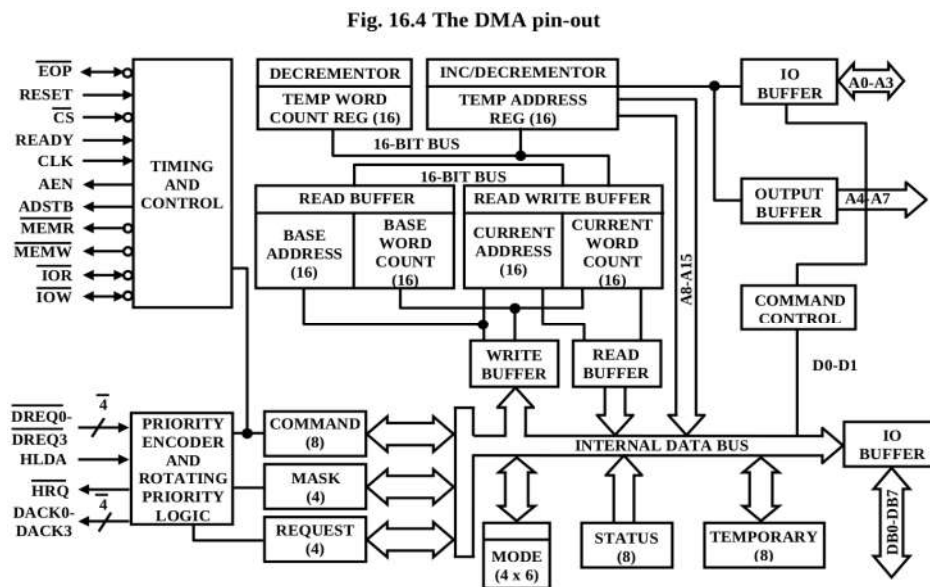 Fig. 16.4 The DMA pin-out
EOP
RESET
CS
READY
CLK
AEN
ADSTB
MEMR
MEMW
IOR
IOW
TIMING
AND
CONTROL
DECREMENTOR
TEMP WORD
COUNT REG (16)
INC/DECREMENTOR
TEMP ADDRESS
REG (16)
16-BIT BUS
16-BIT BUS
READ BUFFER
BASE
ADDRESS
(16)
BASE
WORD
COUNT
(16)
READ WRITE BUFFER
CURRENT
ADDRESS
(16)
CURRENT
WORD
COUNT
(16)
A8-A15
IO
BUFFER
A0-A3
OUTPUT
BUFFER
A4-A7
COMMAND
CONTROL
D0-D1
WRITE
BUFFER
READ
BUFFER
DREQ0-
DREQ3
4
HLDA
HRQ
DACK0-
DACK3
4
PRIORITY
ENCODER
AND
ROTATING
PRIORITY
LOGIC
COMMAND
(8)
MASK
(4)
REQUEST
(4)
INTERNAL DATA BUS
IO
BUFFER
DB0-DB7
MODE
(4 x 6)
STATUS
(8)
TEMPORARY
(8)